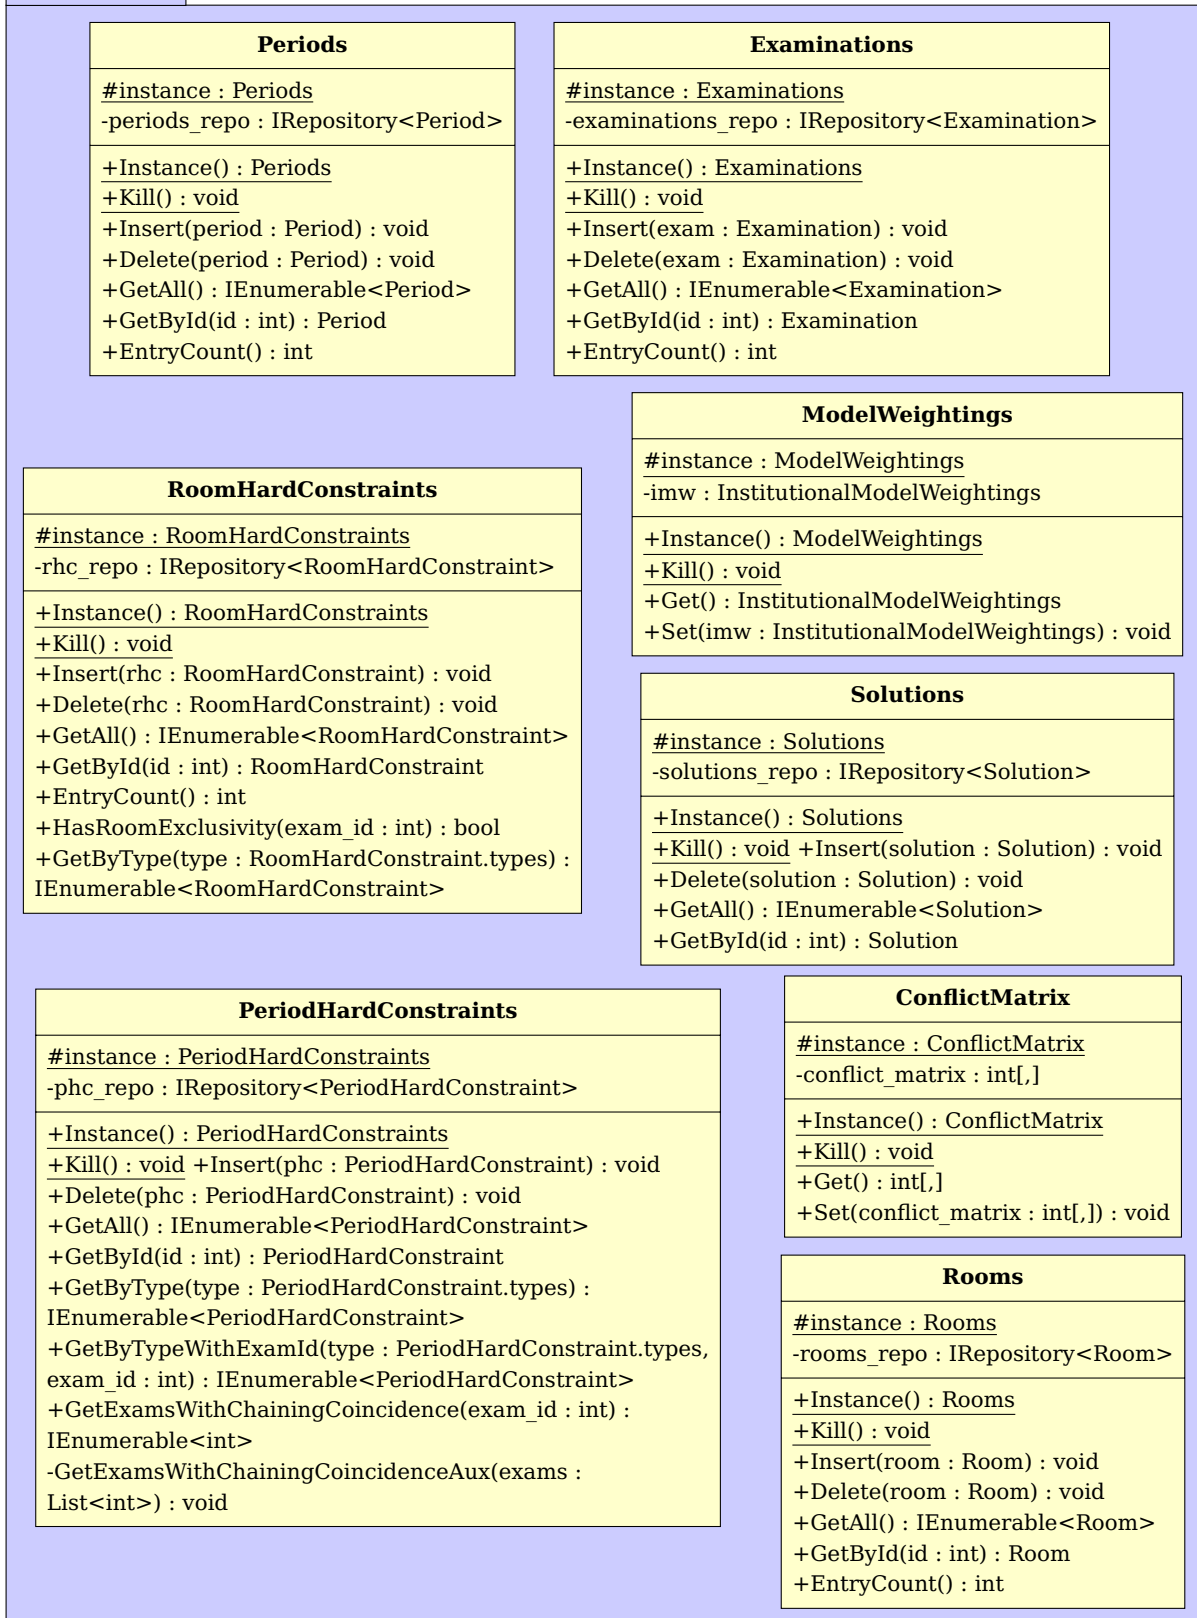 Periods
#instance : Periods
-periods_repo : IRepository<Period>
+Instance() : Periods
+Kill() : void
+Insert(period : Period) : void
+Delete(period : Period) : void
+GetAll() : IEnumerable<Period>
+GetById(id : int) : Period
+EntryCount() : int
Examinations
#instance : Examinations
-examinations_repo : IRepository<Examination>
+Instance() : Examinations
+Kill() : void
+Insert(exam : Examination) : void
+Delete(exam : Examination) : void
+GetAll() : IEnumerable<Examination>
+GetById(id : int) : Examination
+EntryCount() : int
ModelWeightings
#instance : ModelWeightings
-imw : InstitutionalModelWeightings
+Instance() : ModelWeightings
+Kill() : void
+Get() : InstitutionalModelWeightings
+Set(imw : InstitutionalModelWeightings) : void
RoomHardConstraints
#instance : RoomHardConstraints
-rhc_repo : IRepository<RoomHardConstraint>
+Instance() : RoomHardConstraints
+Kill() : void
+Insert(rhc : RoomHardConstraint) : void
+Delete(rhc : RoomHardConstraint) : void
+GetAll() : IEnumerable<RoomHardConstraint>
+GetById(id : int) : RoomHardConstraint
+EntryCount() : int
+HasRoomExclusivity(exam_id : int) : bool
+GetByType(type : RoomHardConstraint.types) :
IEnumerable<RoomHardConstraint>
Solutions
#instance : Solutions
-solutions_repo : IRepository<Solution>
+Instance() : Solutions
+Kill() : void +Insert(solution : Solution) : void
+Delete(solution : Solution) : void
+GetAll() : IEnumerable<Solution>
+GetById(id : int) : Solution
PeriodHardConstraints
#instance : PeriodHardConstraints
-phc_repo : IRepository<PeriodHardConstraint>
+Instance() : PeriodHardConstraints
+Kill() : void +Insert(phc : PeriodHardConstraint) : void
+Delete(phc : PeriodHardConstraint) : void
+GetAll() : IEnumerable<PeriodHardConstraint>
+GetById(id : int) : PeriodHardConstraint
+GetByType(type : PeriodHardConstraint.types) :
IEnumerable<PeriodHardConstraint>
+GetByTypeWithExamId(type : PeriodHardConstraint.types,
exam_id : int) : IEnumerable<PeriodHardConstraint>
+GetExamsWithChainingCoincidence(exam_id : int) :
IEnumerable<int>
-GetExamsWithChainingCoincidenceAux(exams :
List<int>) : void
ConflictMatrix
#instance : ConflictMatrix
-conflict_matrix : int[,]
+Instance() : ConflictMatrix
+Kill() : void
+Get() : int[,]
+Set(conflict_matrix : int[,]) : void
Rooms
#instance : Rooms
-rooms_repo : IRepository<Room>
+Instance() : Rooms
+Kill() : void
+Insert(room : Room) : void
+Delete(room : Room) : void
+GetAll() : IEnumerable<Room>
+GetById(id : int) : Room
+EntryCount() : int